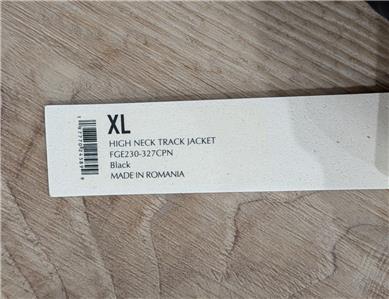 XL
HIGH NECK TRACK JACKET
FGE230-327CPN
Black
MADE IN ROMANIA